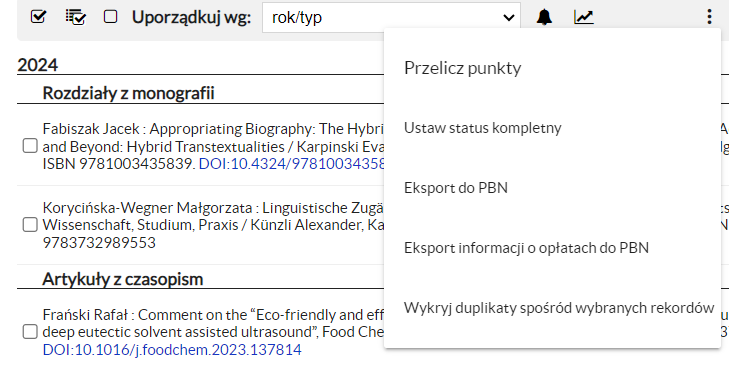 Uporządkuj wg: rok/typ
Przelicz punkty
Ustaw status kompletny
Eksport do PBN
Eksport informacji o opłatach do PBN
Wykryj duplikaty spośród wybranych rekordów
2024
Rozdziały z monografii
Fabiszak Jacek : Appropriating Biography: The Hybrid
and Beyond: Hybrid Transtextualities / Karpinski Eva
ISBN 9781003435839. DOI:10.4324/97810034358
Korycińska-Wegner Małgorzata : Linguistische Zugä
Wissenschaft, Studium, Praxis / Künzli Alexander, Ka
9783732989553
Artykuły z czasopism
Frański Rafał : Comment on the “Eco-friendly and eff
deep eutectic solvent assisted ultrasound”, Food Che
DOI:10.1016/j.foodchem.2023.137814